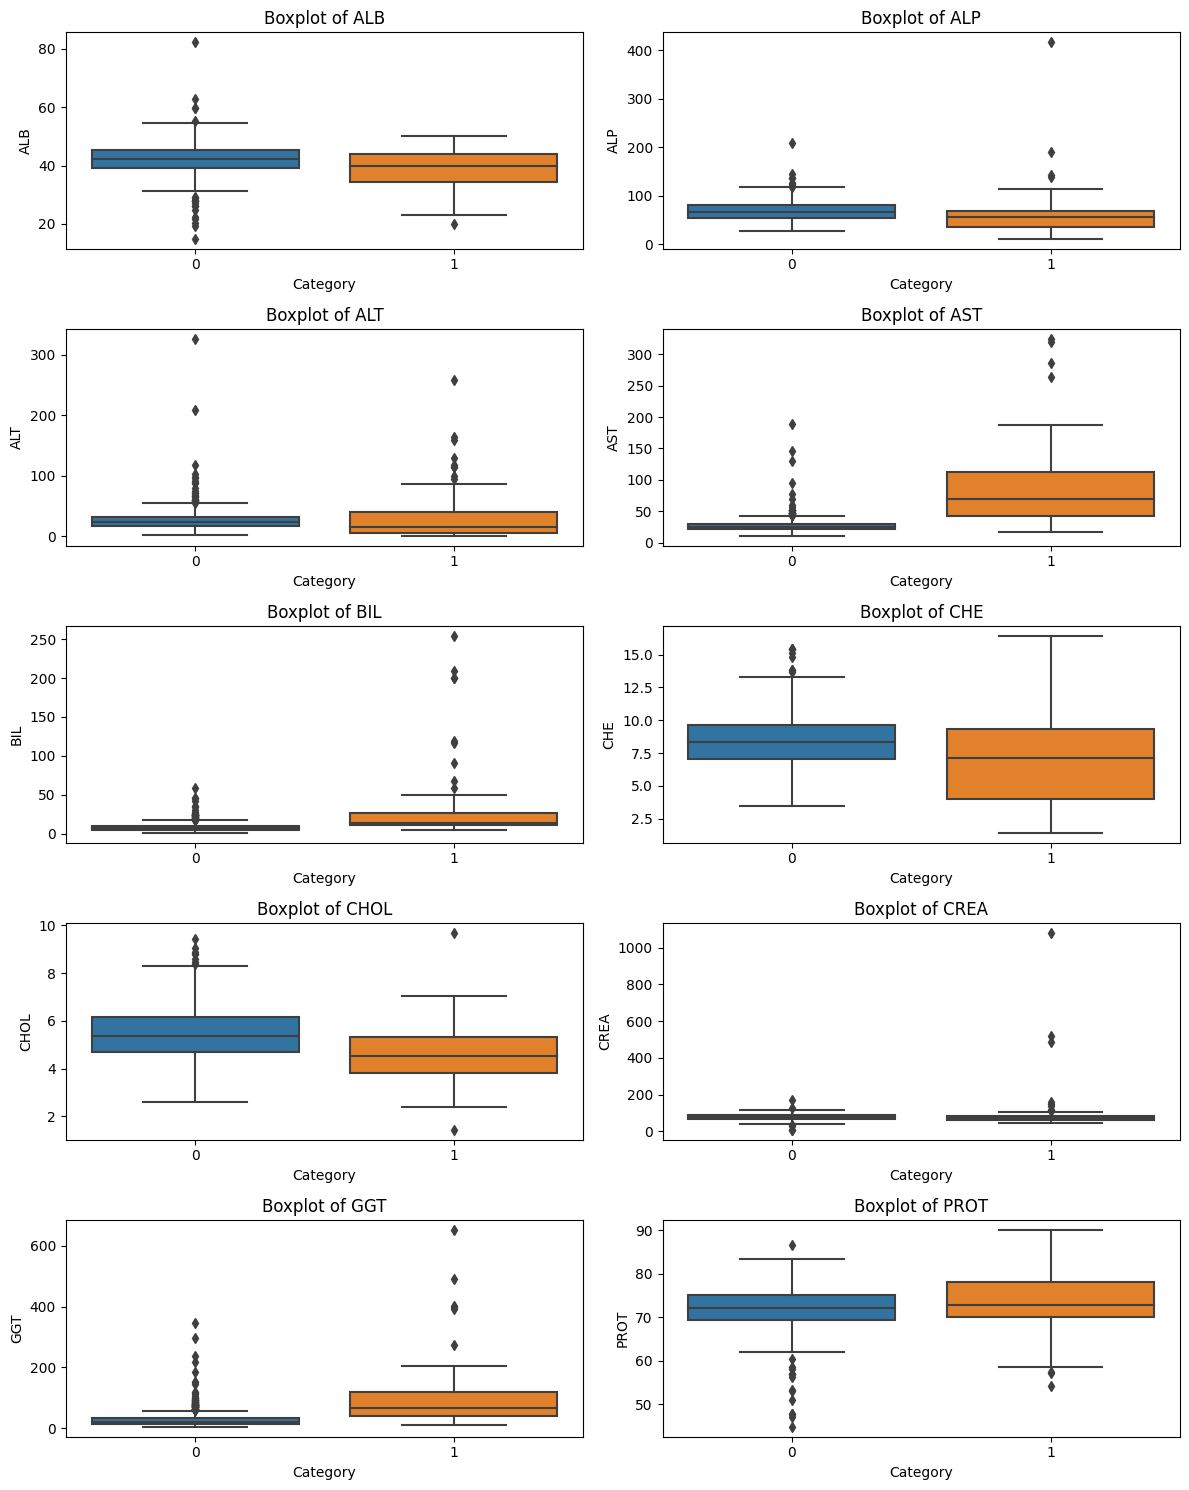 Boxplot of ALB
80
60
40
20
ALB
0
1
Category
Boxplot of ALP
400
300
200
100
0
ALP
0
1
Category
Boxplot of ALT
300
200
100
0
ALT
0
1
Category
Boxplot of AST
300
250
200
150
100
50
0
AST
0
1
Category
Boxplot of BIL
250
200
150
100
50
0
BIL
0
1
Category
Boxplot of CHE
15.0
12.5
10.0
7.5
5.0
2.5
CHE
0
1
Category
Boxplot of CHOL
10
8
6
4
2
CHOL
0
1
Category
Boxplot of CREA
1000
800
600
400
200
0
CREA
0
1
Category
Boxplot of GGT
600
400
200
0
GGT
0
1
Category
Boxplot of PROT
90
80
70
60
50
PROT
0
1
Category